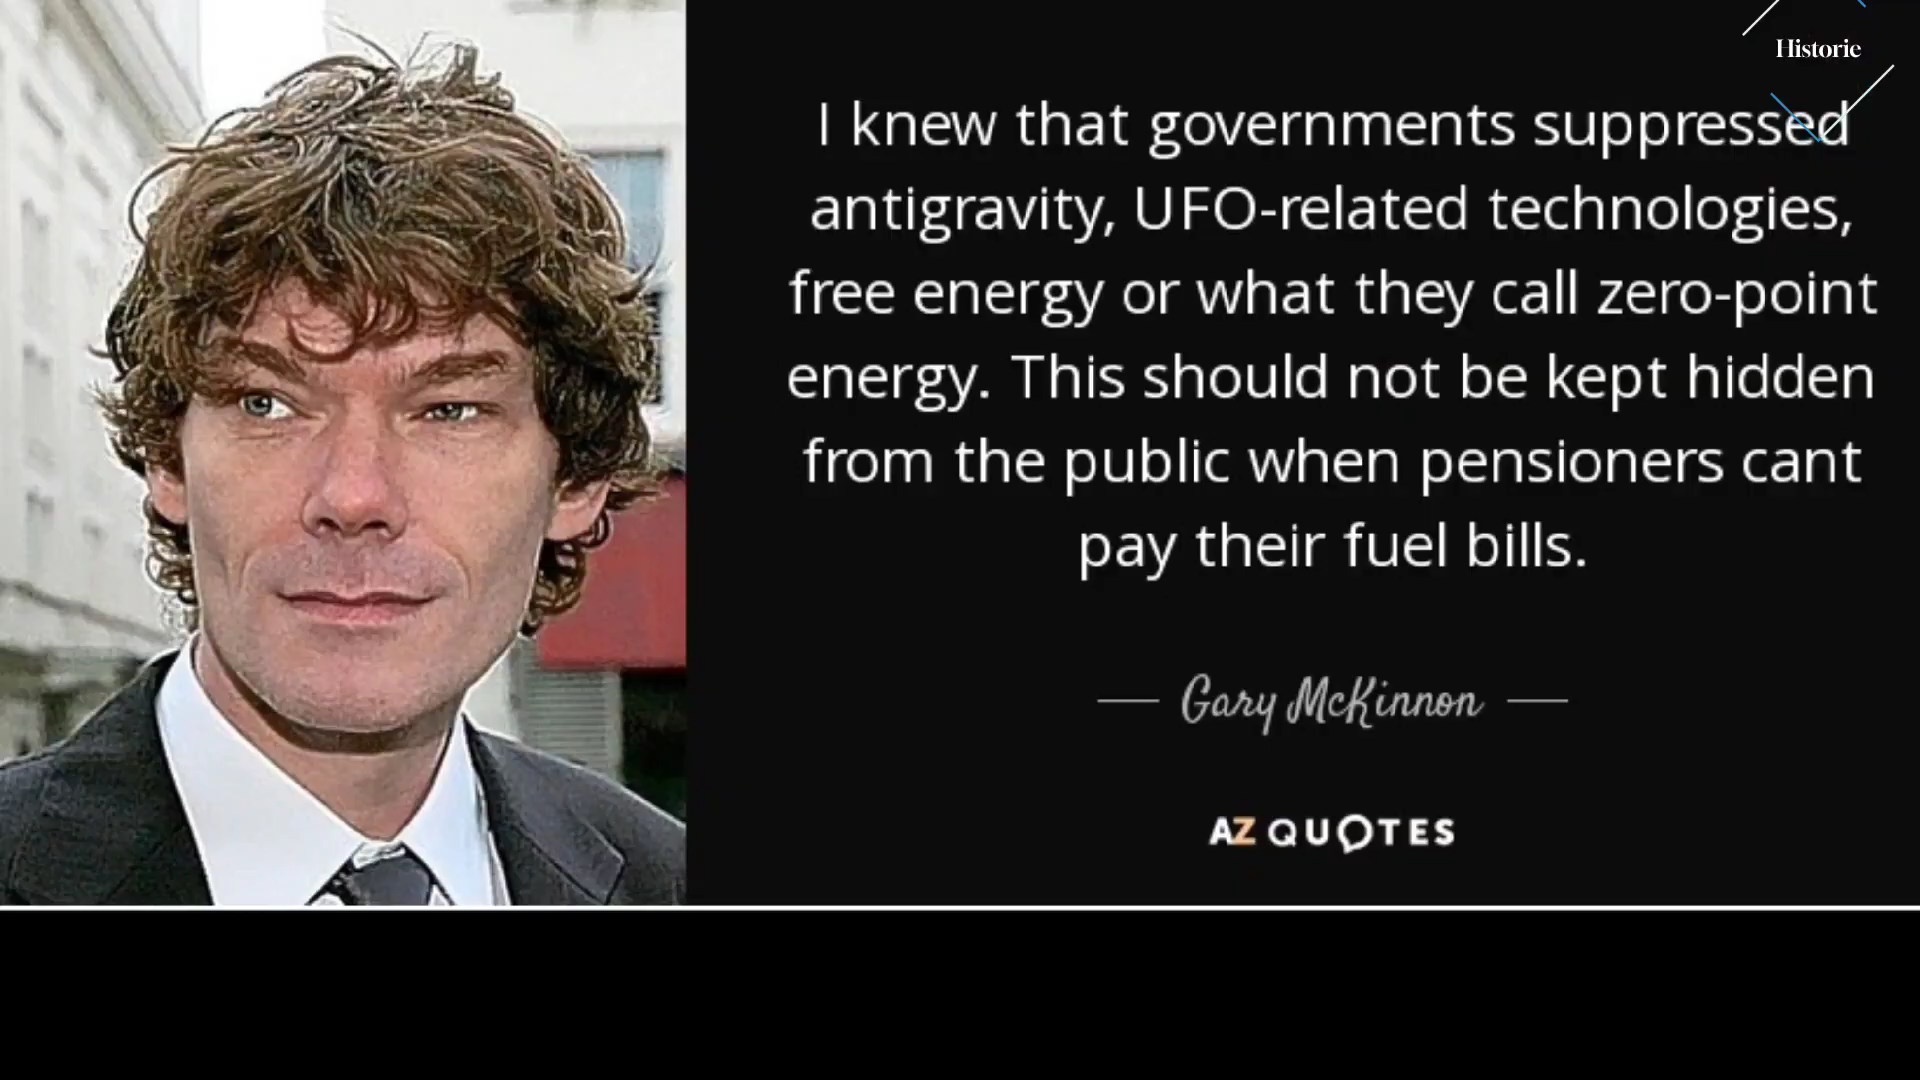 Historic
I knew that governments suppressed
antigravity, UFO-related technologies,
free energy or what they call zero-point
energy. This should not be kept hidden
from the public when pensioners cant
pay their fuel bills.
Gary McKinnon
AZ QUOTES